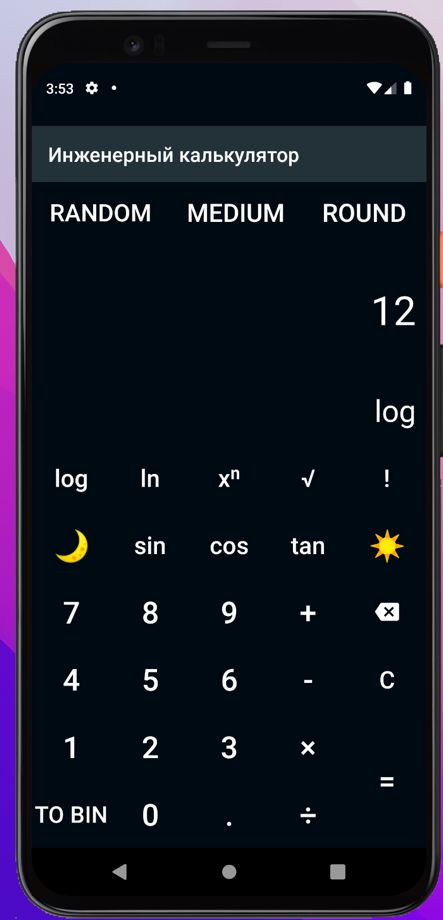 3:53
Инженерный калькулятор
RANDOM MEDIUM ROUND
12
log
log ln xⁿ √ !
sin cos tan
7 8 9 +
4 5 6 - C
1 2 3 ×
=
TO BIN 0 . ÷